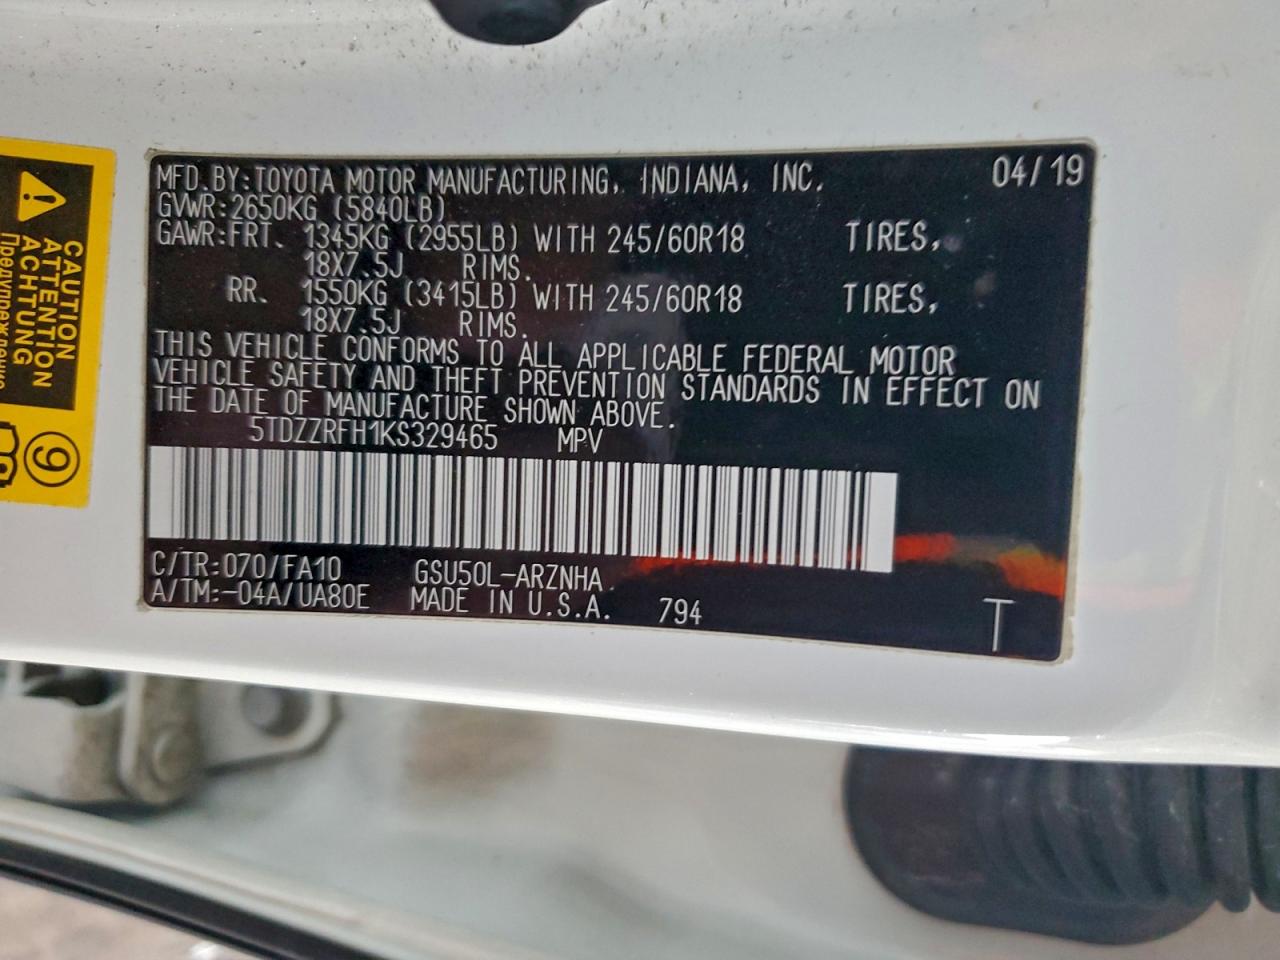 MFD.BY:TOYOTA MOTOR MANUFACTURING, INDIANA, INC. 04/19
GVWR:2650KG (5840LB)
GAWR:FRT. 1345KG (2955LB) WITH 245/60R18 TIRES,
18X7.5J RIMS.
RR. 1550KG (3415LB) WITH 245/60R18 TIRES,
18X7.5J RIMS.
THIS VEHICLE CONFORMS TO ALL APPLICABLE FEDERAL MOTOR
VEHICLE SAFETY AND THEFT PREVENTION STANDARDS IN EFFECT ON
THE DATE OF MANUFACTURE SHOWN ABOVE.
5TDZZRFH1KS329465 MPV
C/TR:070/FA10 GSU50L-ARZNHA
A/TM:-04A/UA80E MADE IN U.S.A. 794 T
CAUTION
ATTENTION
ACHTUNG
Предупреждение
9